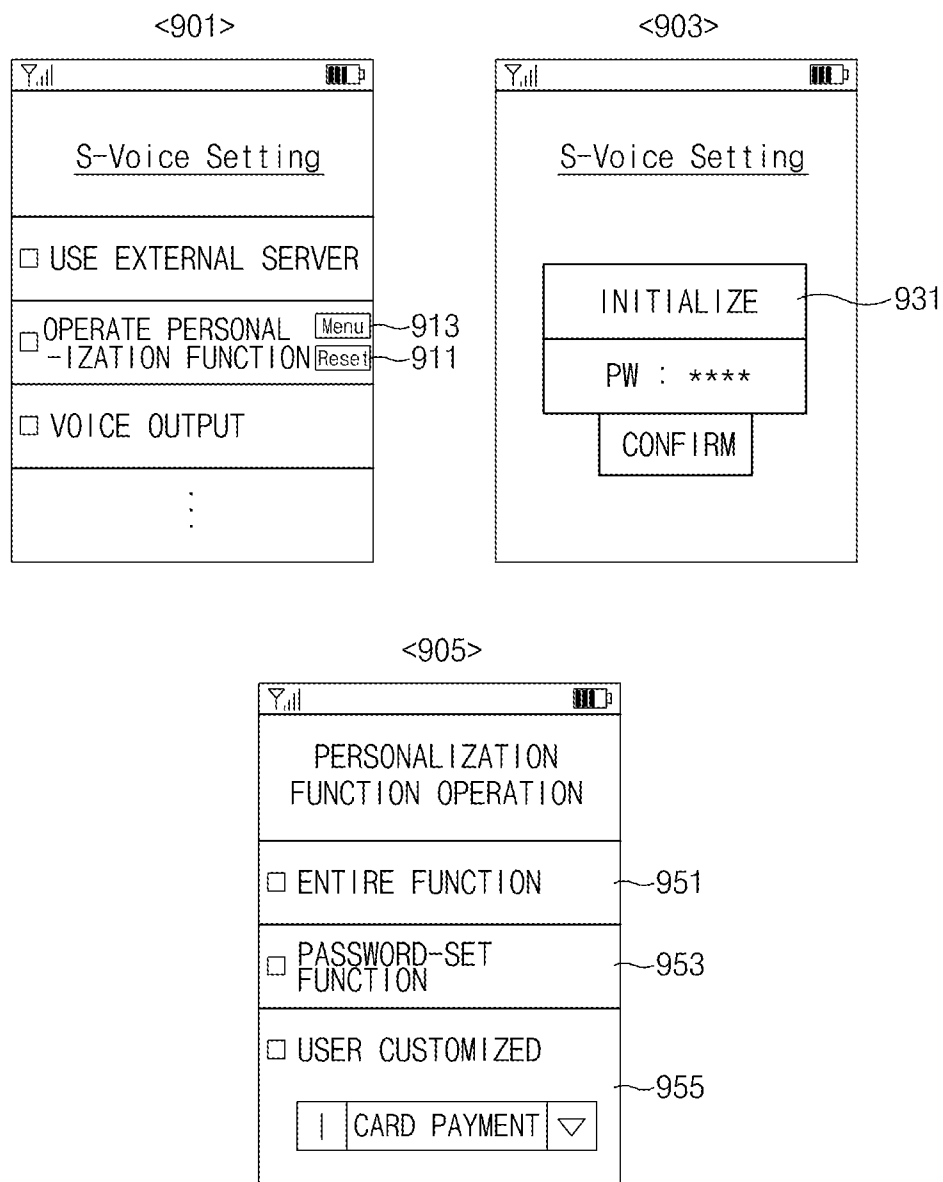 <901>
S-Voice Setting
□ USE EXTERNAL SERVER
□ OPERATE PERSONAL Menu 913
-IZATION FUNCTION Reset 911
□ VOICE OUTPUT
<903>
S-Voice Setting
INITIALIZE 931
PW : ****
CONFIRM
<905>
PERSONALIZATION
FUNCTION OPERATION
□ ENTIRE FUNCTION 951
□ PASSWORD-SET 953
FUNCTION
□ USER CUSTOMIZED
955
| CARD PAYMENT ▽